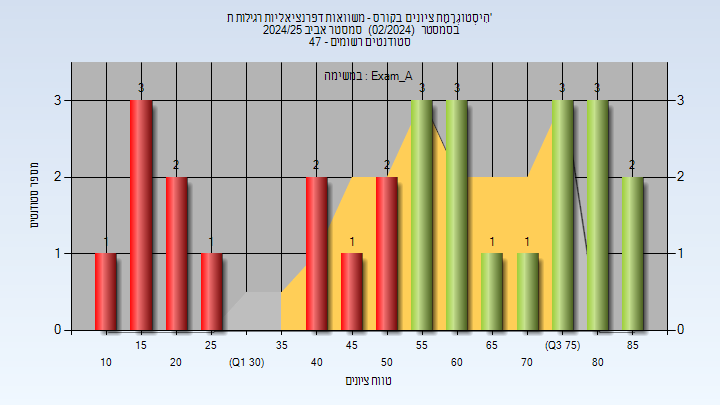 הִיסטוֹגְרָמַת ציונים בקורס - משוואות דפרנציאליות רגילות ת'
בסמסטר (02/2024) סמסטר אביב 2024/25
סטודנטים רשומים - 47
במשימה : Exam_A
מספר סטודנטים
3 3
2 2
1 1
0 0
1 3 2 1 2 1 2 3 3 1 1 3 3 2
15 25 35 45 55 65 (Q3 75) 85
10 20 (Q1 30) 40 50 60 70 80
טווח ציונים